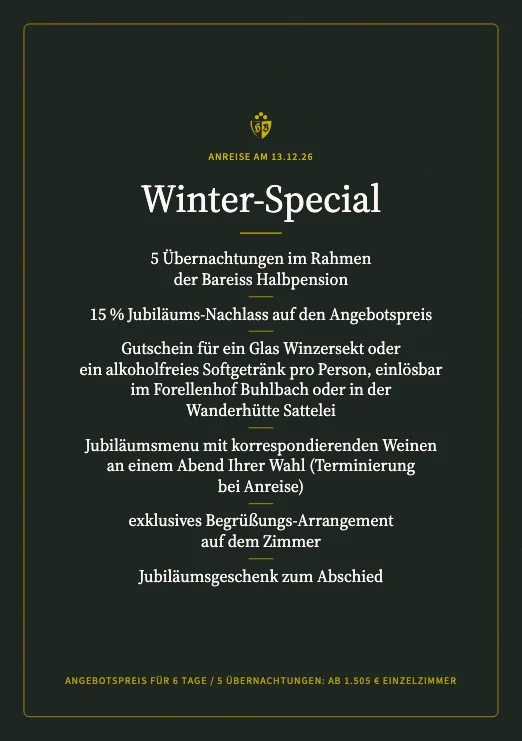 ANREISE AM 13.12.26
Winter-Special
5 Übernachtungen im Rahmen
der Bareiss Halbpension
15 % Jubiläums-Nachlass auf den Angebotspreis
Gutschein für ein Glas Winzersekt oder
ein alkoholfreies Softgetränk pro Person, einlösbar
im Forellenhof Buhlbach oder in der
Wanderhütte Sattelei
Jubiläumsmenu mit korrespondierenden Weinen
an einem Abend Ihrer Wahl (Terminierung
bei Anreise)
exklusives Begrüßungs-Arrangement
auf dem Zimmer
Jubiläumsgeschenk zum Abschied
ANGEBOTSPREIS FÜR 6 TAGE / 5 ÜBERNACHTUNGEN: AB 1.505 € EINZELZIMMER